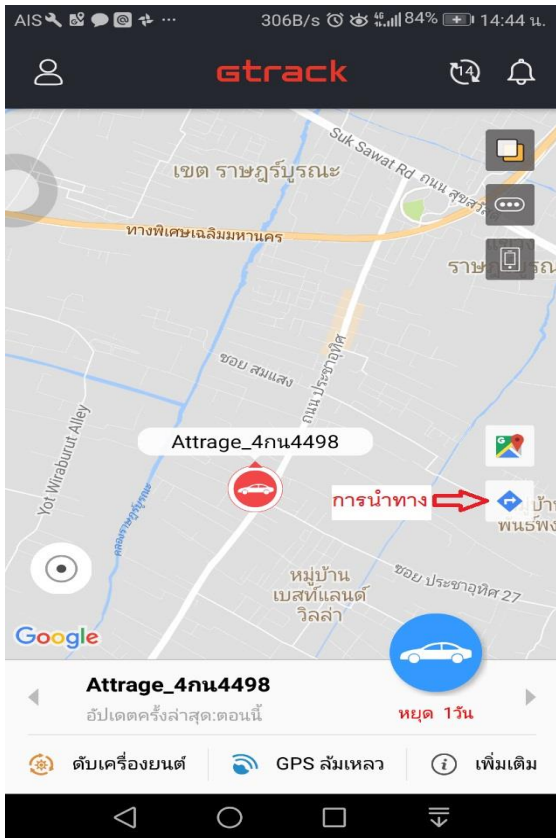 AIS
306B/s
84%
14:44 น.
Gtrack
14
Suk Sawat Rd
ถนน สุขสวัสดิ์
เขต ราษฎร์บูรณะ
ทางพิเศษเฉลิมมหานคร
ซอย สมแสง
ถนน ประชาอุทิศ
Yot Wiraburut Alley
Attrage_4กน4498
คลองราษฎร์บูรณะ
การนำทาง
หมู่บ้าน
เบสท์แลนด์
วิลล่า
ซอย ประชาอุทิศ 27
Google
Attrage_4กน4498
อัปเดตครั้งล่าสุด:ตอนนี้
หยุด 1วัน
ดับเครื่องยนต์
GPS ล้มเหลว
เพิ่มเติม